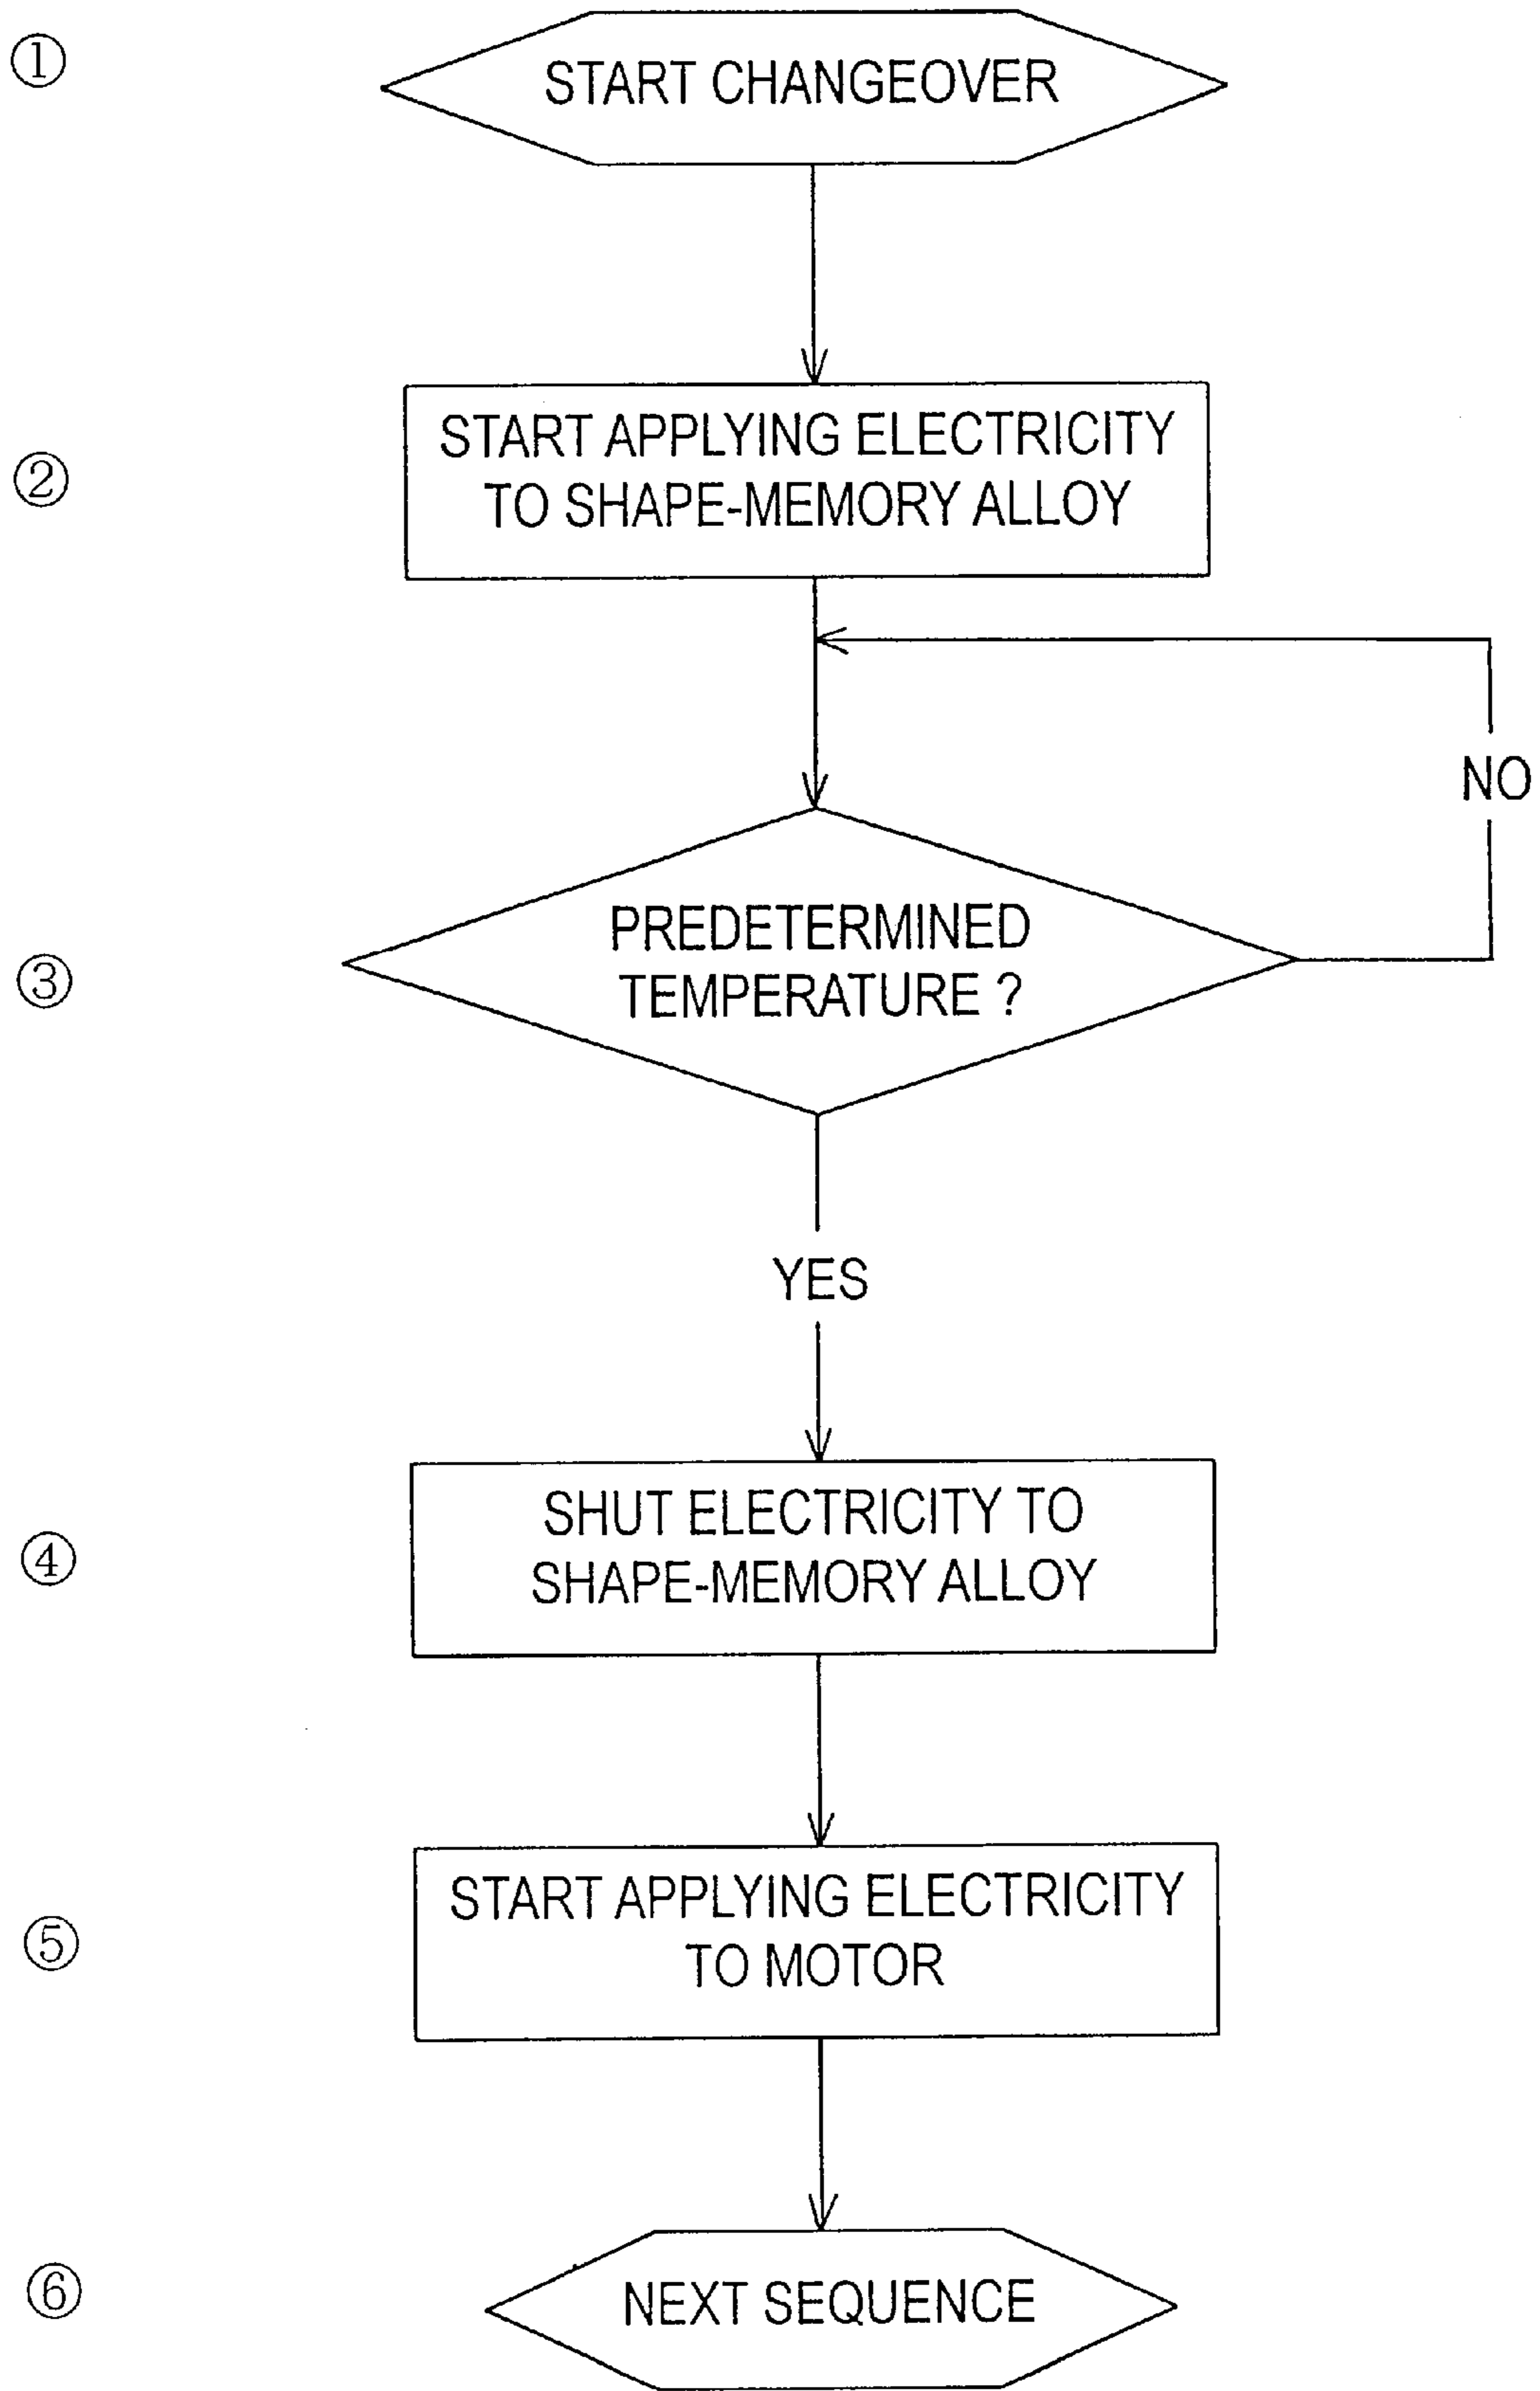 ①
START CHANGEOVER
②
START APPLYING ELECTRICITY
TO SHAPE-MEMORY ALLOY
NO
③
PREDETERMINED
TEMPERATURE ?
YES
④
SHUT ELECTRICITY TO
SHAPE-MEMORY ALLOY
⑤
START APPLYING ELECTRICITY
TO MOTOR
⑥
NEXT SEQUENCE